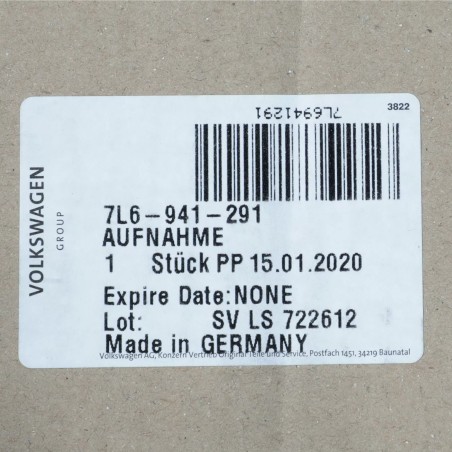 3822
7L6941291
VOLKSWAGEN
GROUP
7L6-941-291
AUFNAHME
1 Stück PP 15.01.2020
Expire Date:NONE
Lot: SV LS 722612
Made in GERMANY
Volkswagen AG, Konzern Vertrieb Original Teile und Service, Postfach 1451, 34219 Baunatal